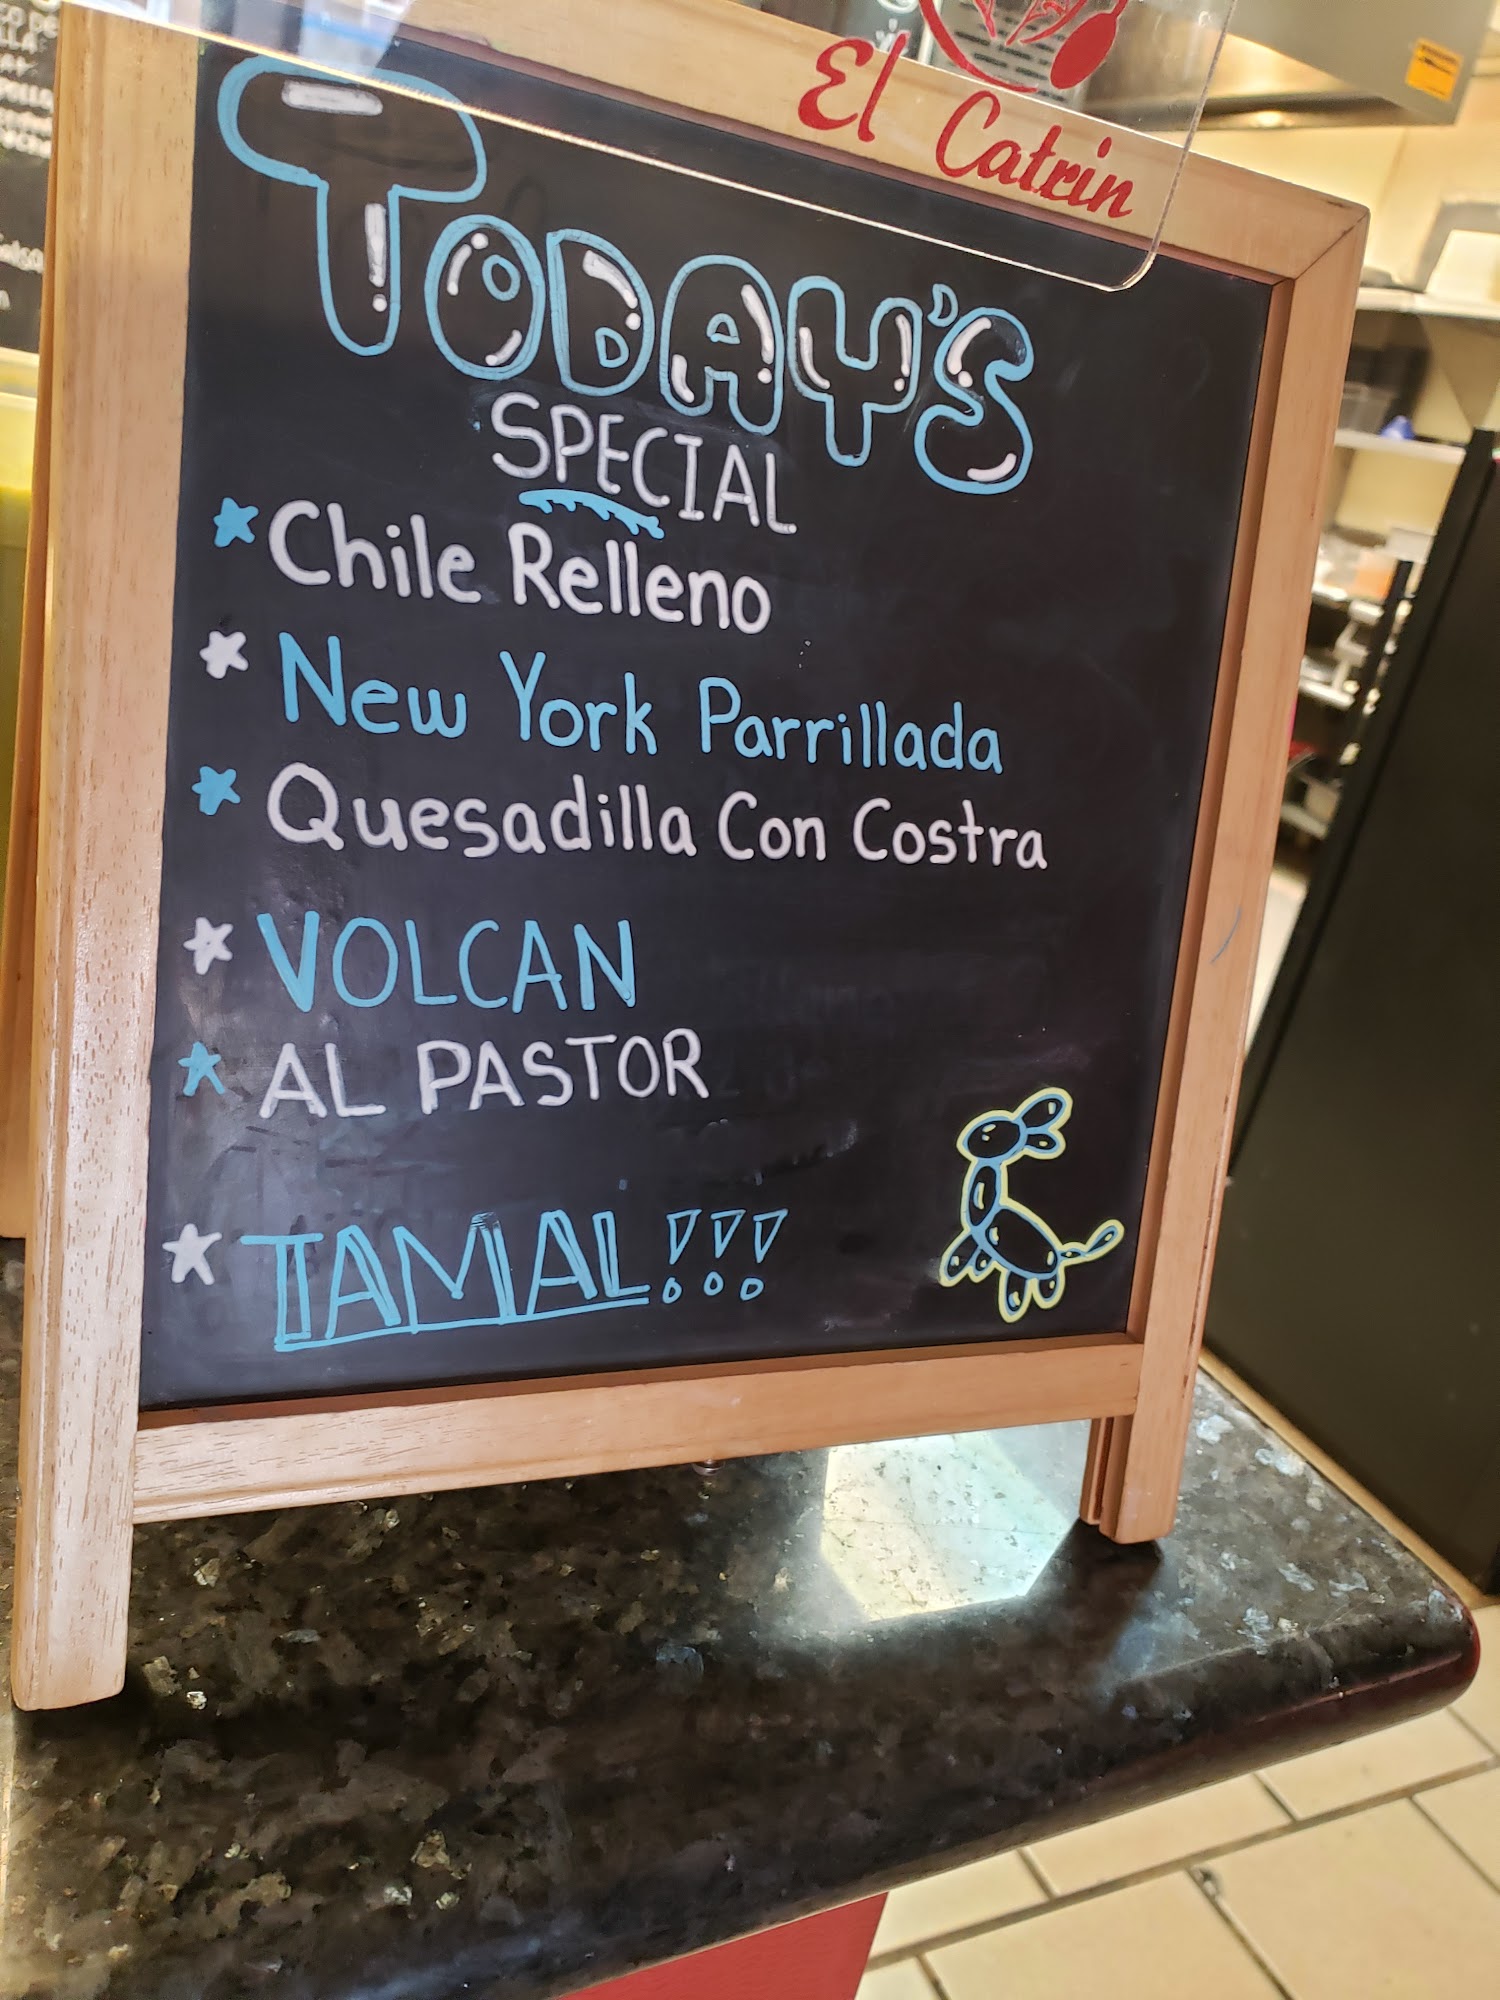 El Catrin
TODAY'S
SPECIAL
Chile Relleno
New York Parrillada
Quesadilla Con Costra
VOLCAN
AL PASTOR
TAMAL!!!